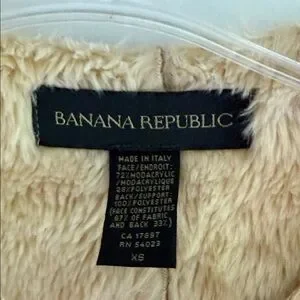 BANANA REPUBLIC
MADE IN ITALY
FACE/ENDROIT:
72%MODACRYLIC
/MODACRYLIQUE
28%POLYESTER
BACK/SUPPORT:
100%POLYESTER
(FACE CONSTITUTES
67% OF FABRIC
AND BACK 33%)
CA 17897
RN 54023
XS